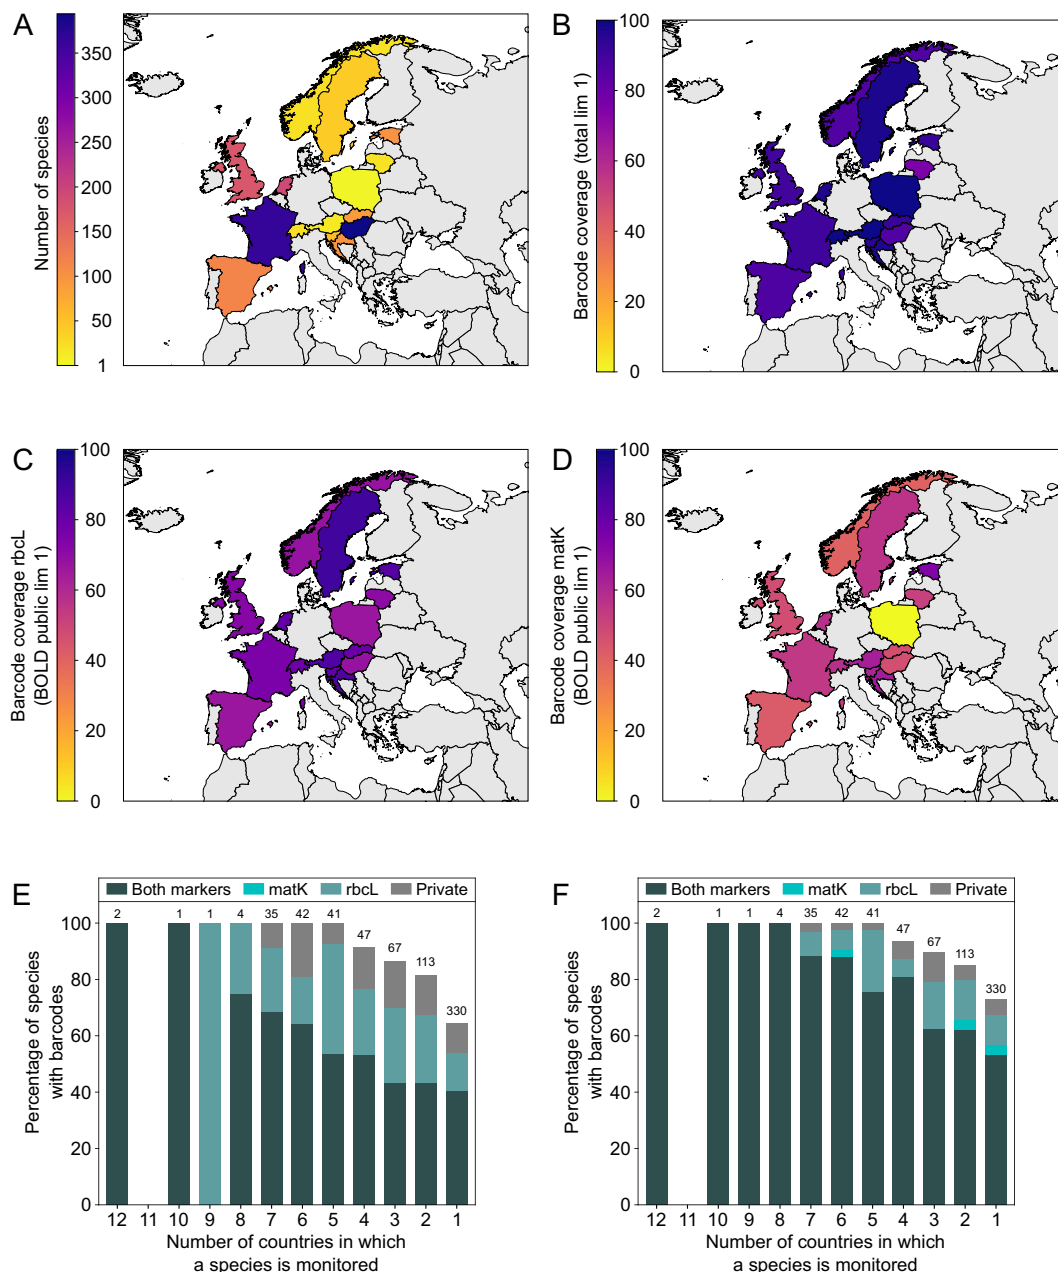 A
Number of species
350
300
250
200
150
100
50
1
B
Barcode coverage (total lim 1)
100
80
60
40
20
0
C
Barcode coverage rbcL
(BOLD public lim 1)
100
80
60
40
20
0
D
Barcode coverage matK
(BOLD public lim 1)
100
80
60
40
20
0
E
Both markers matK rbcL Private
Percentage of species
with barcodes
100
80
60
40
20
0
2 1 1 4 35 42 41 47 67 113 330
12 11 10 9 8 7 6 5 4 3 2 1
Number of countries in which
a species is monitored
F
Both markers matK rbcL Private
Percentage of species
with barcodes
100
80
60
40
20
0
2 1 1 4 35 42 41 47 67 113 330
12 11 10 9 8 7 6 5 4 3 2 1
Number of countries in which
a species is monitored